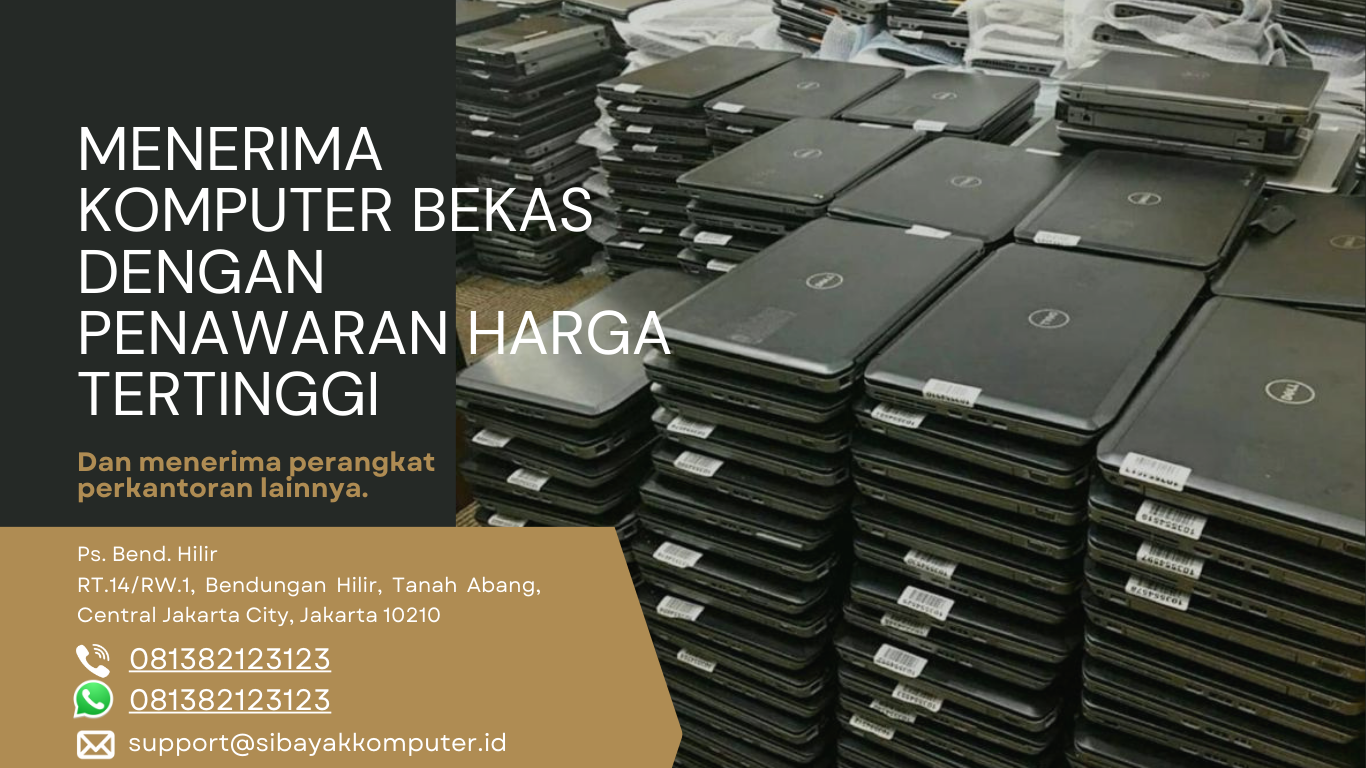 MENERIMA
KOMPUTER BEKAS
DENGAN
PENAWARAN HARGA
TERTINGGI
Dan menerima perangkat
perkantoran lainnya.
Ps. Bend. Hilir
RT.14/RW.1, Bendungan Hilir, Tanah Abang,
Central Jakarta City, Jakarta 10210
081382123123
081382123123
support@sibayakkomputer.id
DELL